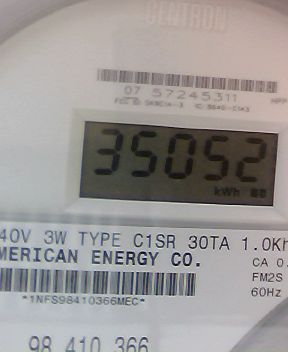 CENTRON
07 57245311
35052
kWh
40V 3W TYPE C1SR 30TA 1.0Kh
MERICAN ENERGY CO.
CA 0.
FM2S
60Hz
*1NFS98410366MEC*
98 410 366